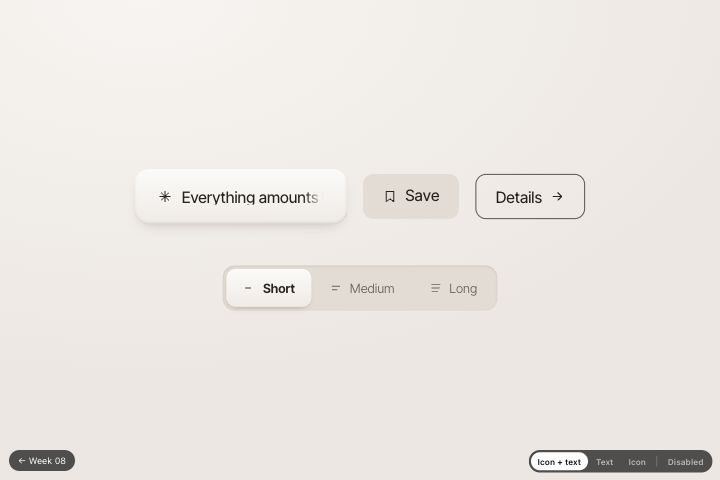 Everything amounts
Save
Details →
Short
Medium
Long
← Week 08
Icon + text
Text
Icon
Disabled